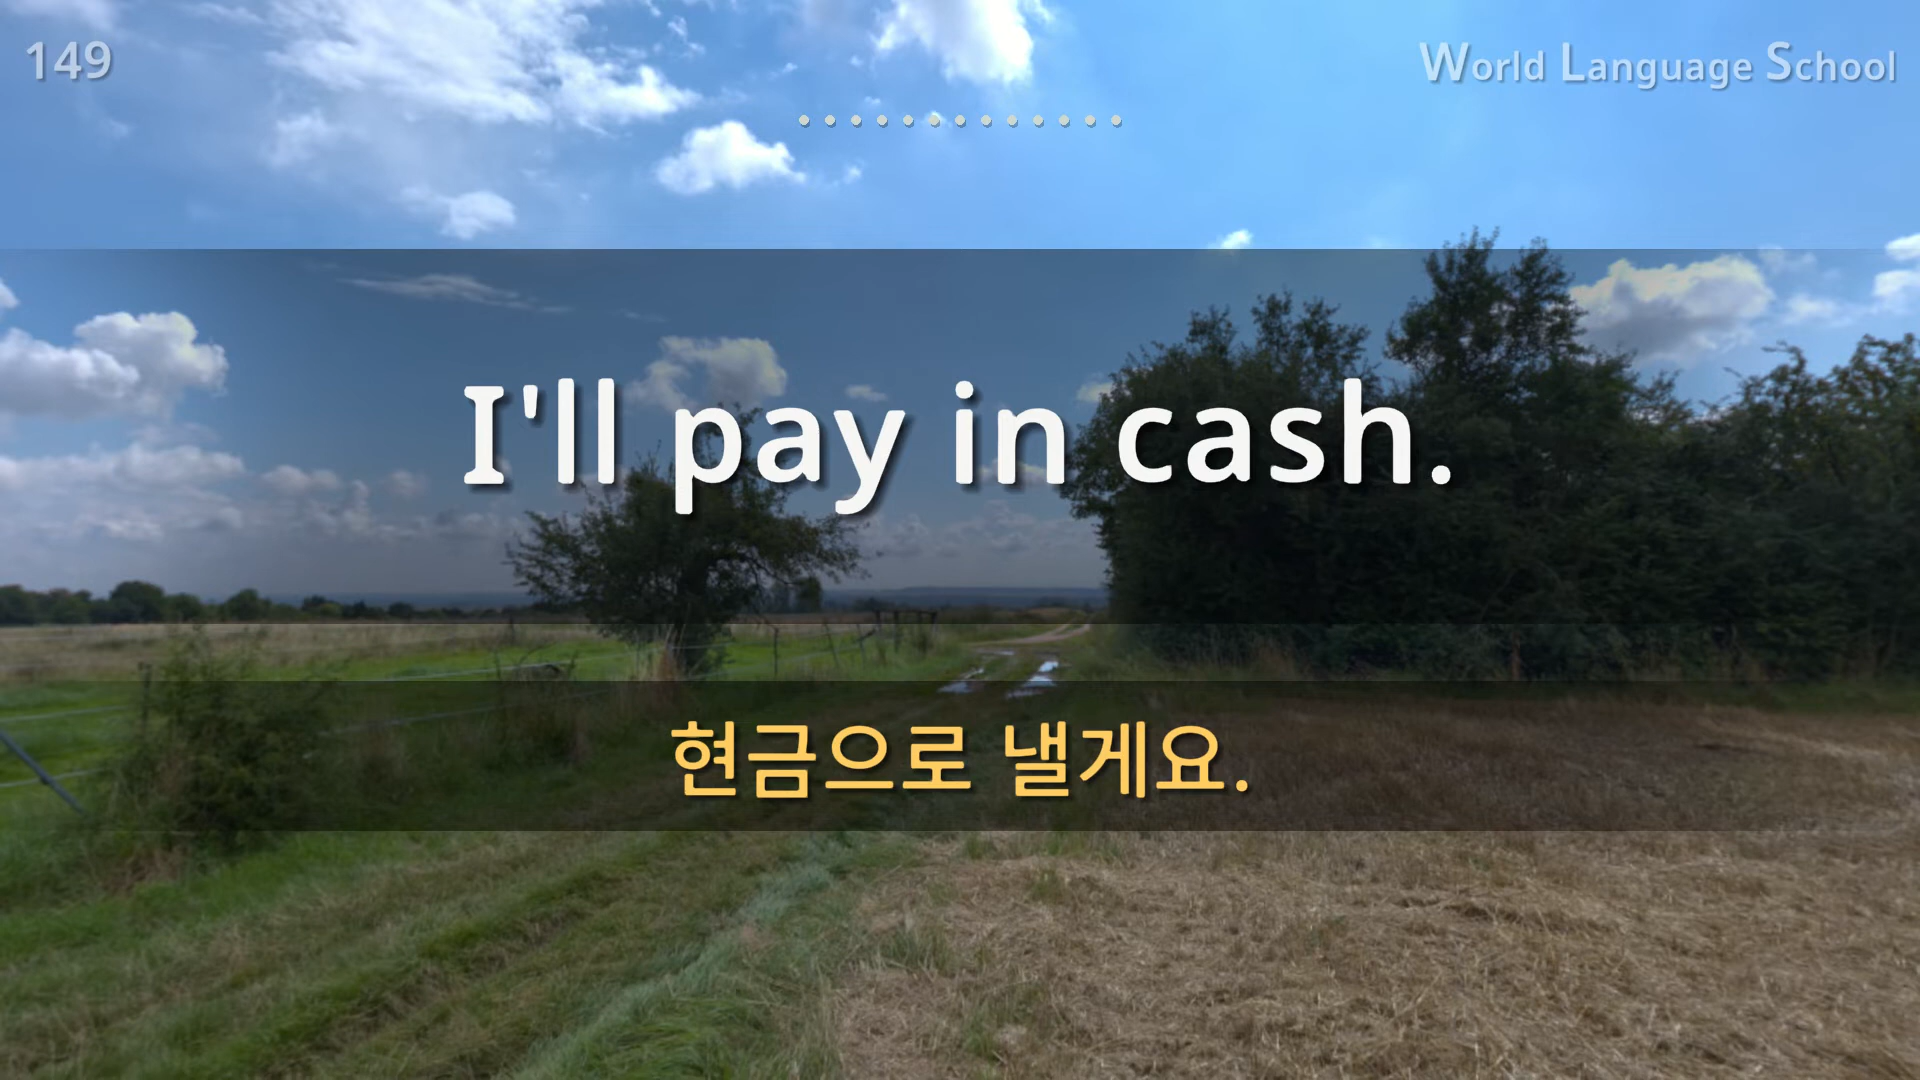 149
World Language School
I'll pay in cash.
현금으로 낼게요.